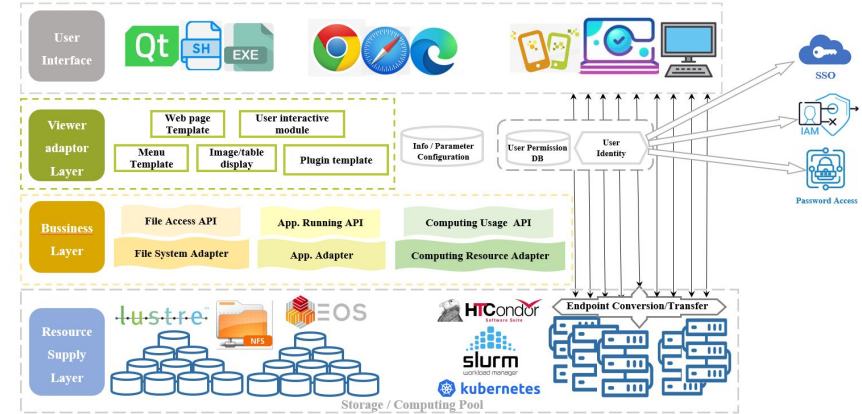 User
Interface
Qt
SH
EXE
SSO
IAM
Password Access
Viewer
adaptor
Layer
Web page
Template
User interactive
module
Menu
Template
Image/table
display
Plugin template
Info / Parameter
Configuration
User Permission
DB
User
Identity
Bussiness
Layer
File Access API
App. Running API
Computing Usage API
File System Adapter
App. Adapter
Computing Resource Adapter
Resource
Supply
Layer
lustre
NFS
EOS
HTCondor
Software Suite
slurm
workload manager
kubernetes
Endpoint Conversion/Transfer
Storage / Computing Pool